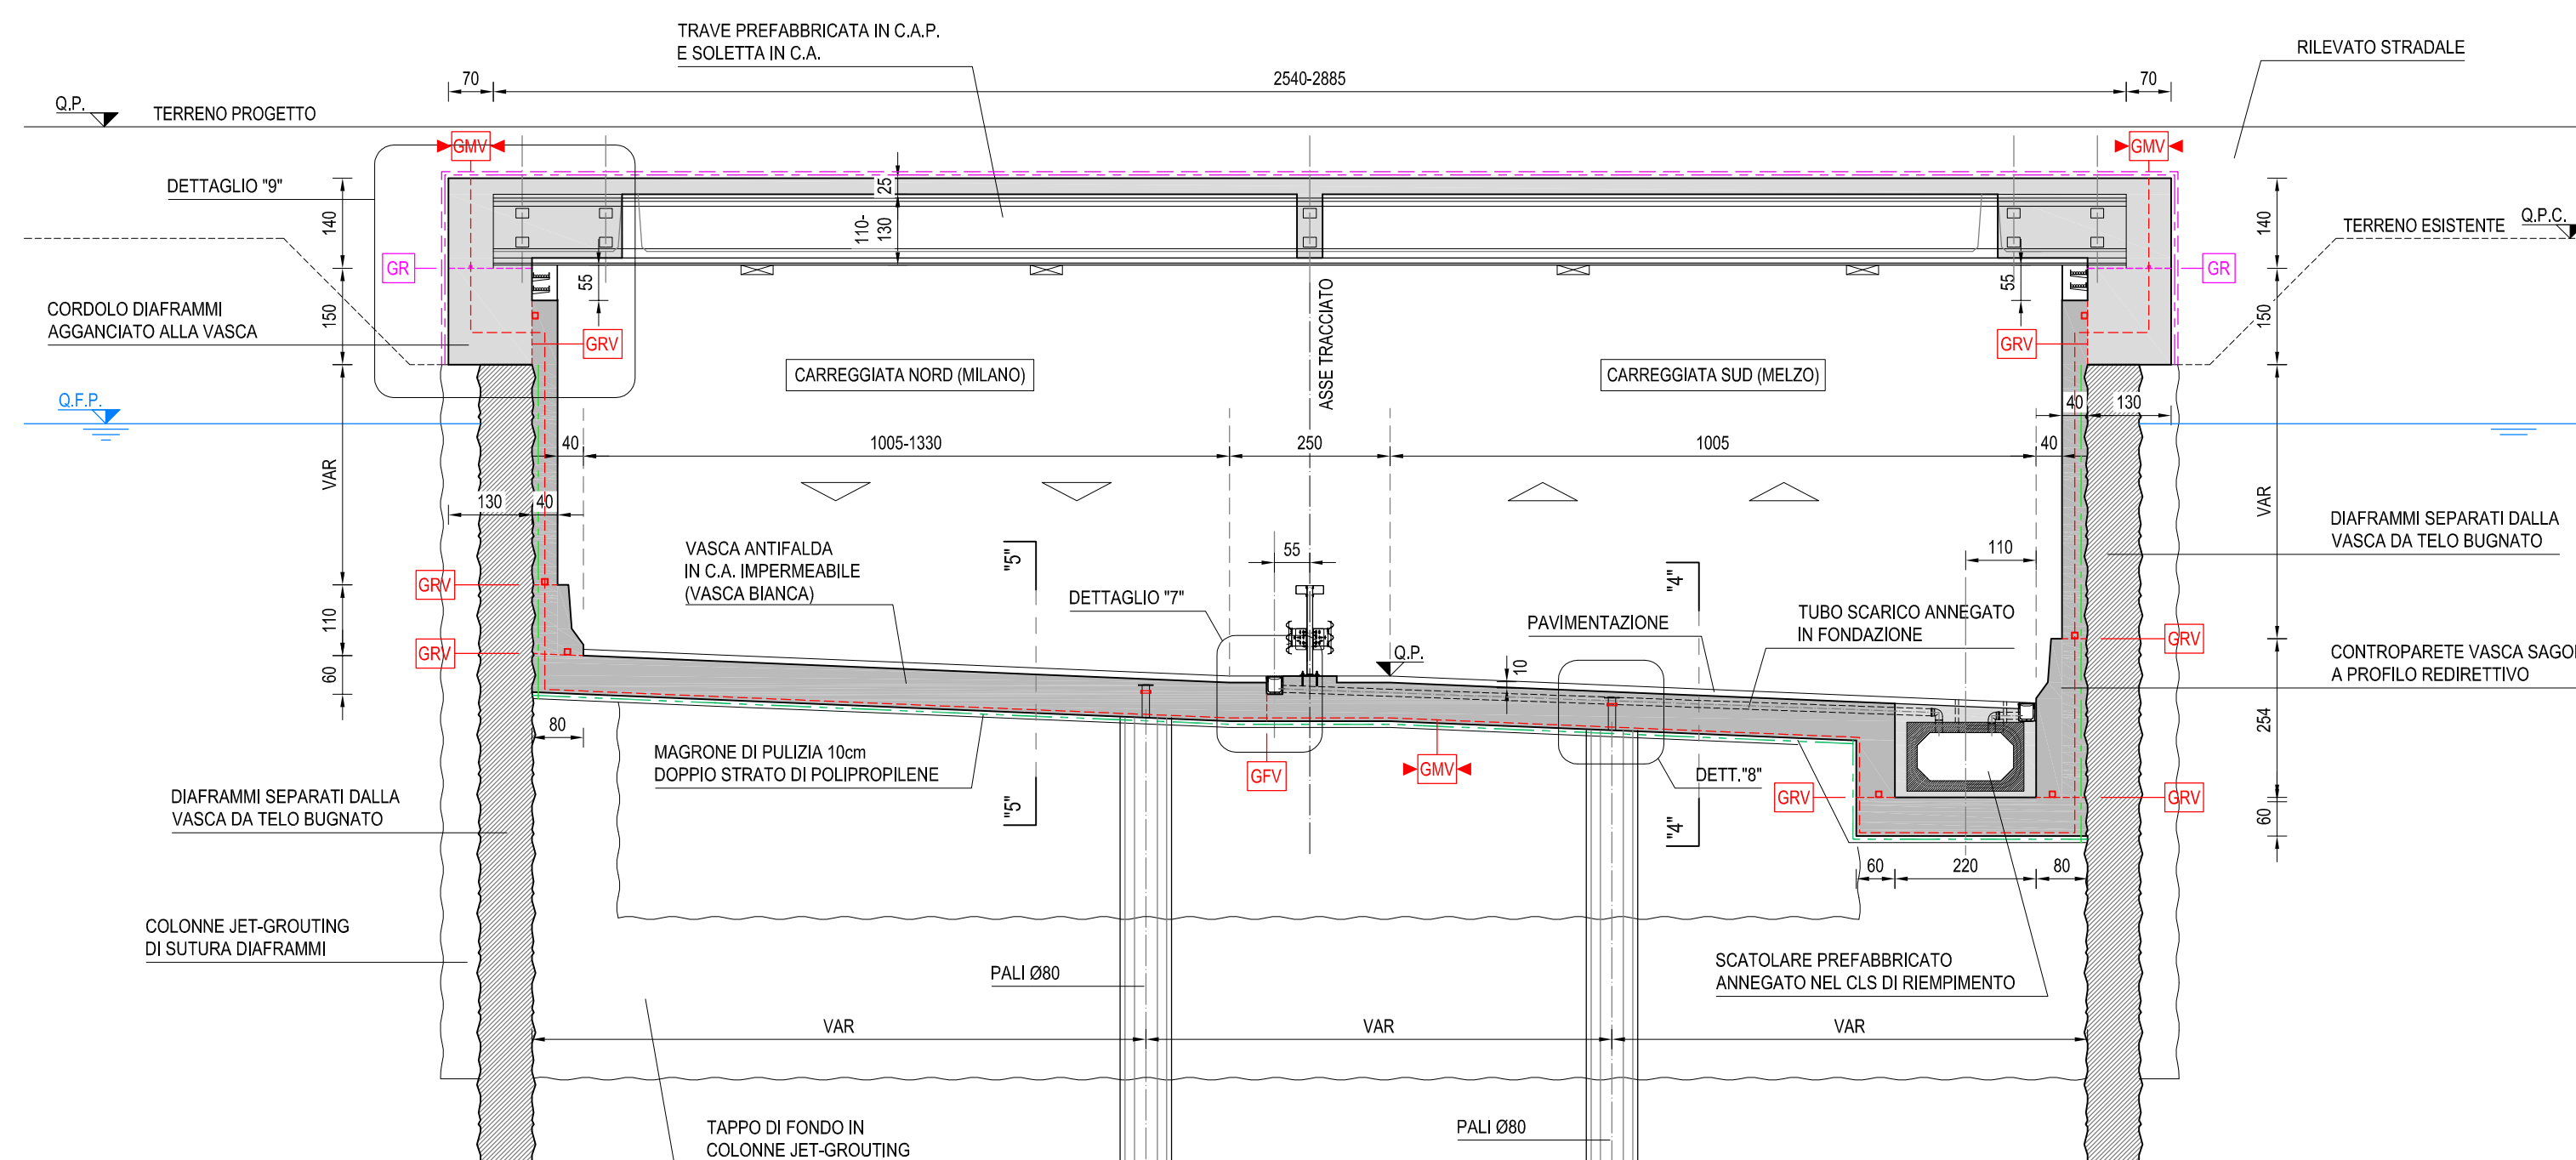 TRAVE PREFABBRICATA IN C.A.P.
E SOLETTA IN C.A.
RILEVATO STRADALE
70
2540-2885
70
Q.P.
TERRENO PROGETTO
GMV
GMV
DETTAGLIO "9"
25
140
110-
130
140
TERRENO ESISTENTE
Q.P.C.
GR
GR
55
55
CORDOLO DIAFRAMMI
AGGANCIATO ALLA VASCA
150
150
GRV
GRV
ASSE TRACCIATO
CARREGGIATA NORD (MILANO)
CARREGGIATA SUD (MELZO)
Q.F.P.
40
130
40
1005-1330
250
1005
40
VAR
VAR
130
40
DIAFRAMMI SEPARATI DALLA
VASCA DA TELO BUGNATO
VASCA ANTIFALDA
IN C.A. IMPERMEABILE
(VASCA BIANCA)
"5"
55
"4"
110
GRV
DETTAGLIO "7"
TUBO SCARICO ANNEGATO
IN FONDAZIONE
PAVIMENTAZIONE
110
GRV
GRV
Q.P.
10
CONTROPARETE VASCA SAGO
A PROFILO REDIRETTIVO
60
254
80
MAGRONE DI PULIZIA 10cm
DOPPIO STRATO DI POLIPROPILENE
GFV
GMV
DETT."8"
GRV
GRV
DIAFRAMMI SEPARATI DALLA
VASCA DA TELO BUGNATO
"5"
"4"
60
60
220
80
COLONNE JET-GROUTING
DI SUTURA DIAFRAMMI
PALI Ø80
SCATOLARE PREFABBRICATO
ANNEGATO NEL CLS DI RIEMPIMENTO
VAR
VAR
VAR
TAPPO DI FONDO IN
COLONNE JET-GROUTING
PALI Ø80